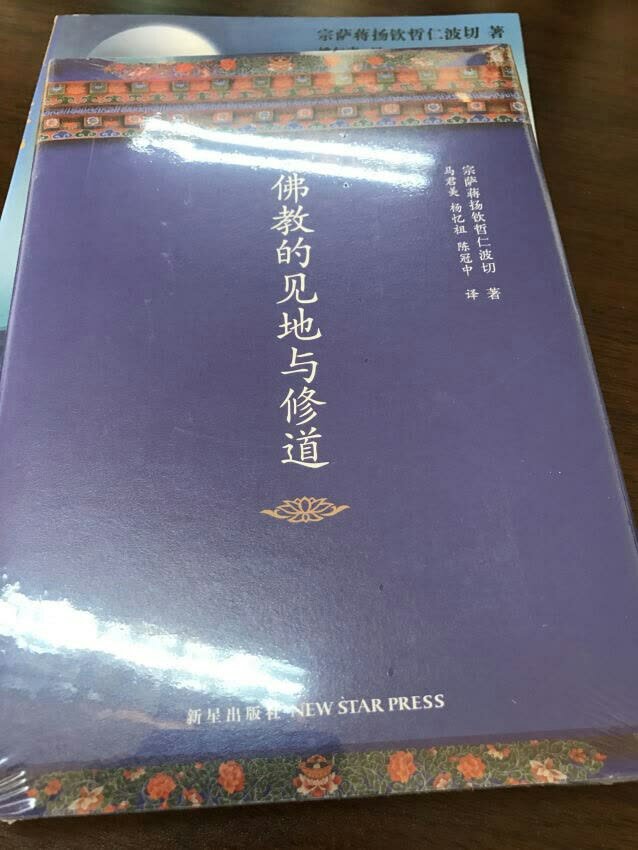 宗萨蒋扬钦哲仁波切 著
佛教的见地与修道
宗萨蒋扬钦哲仁波切 著
马君美 杨忆祖 陈冠中 译
新星出版社 NEW STAR PRESS